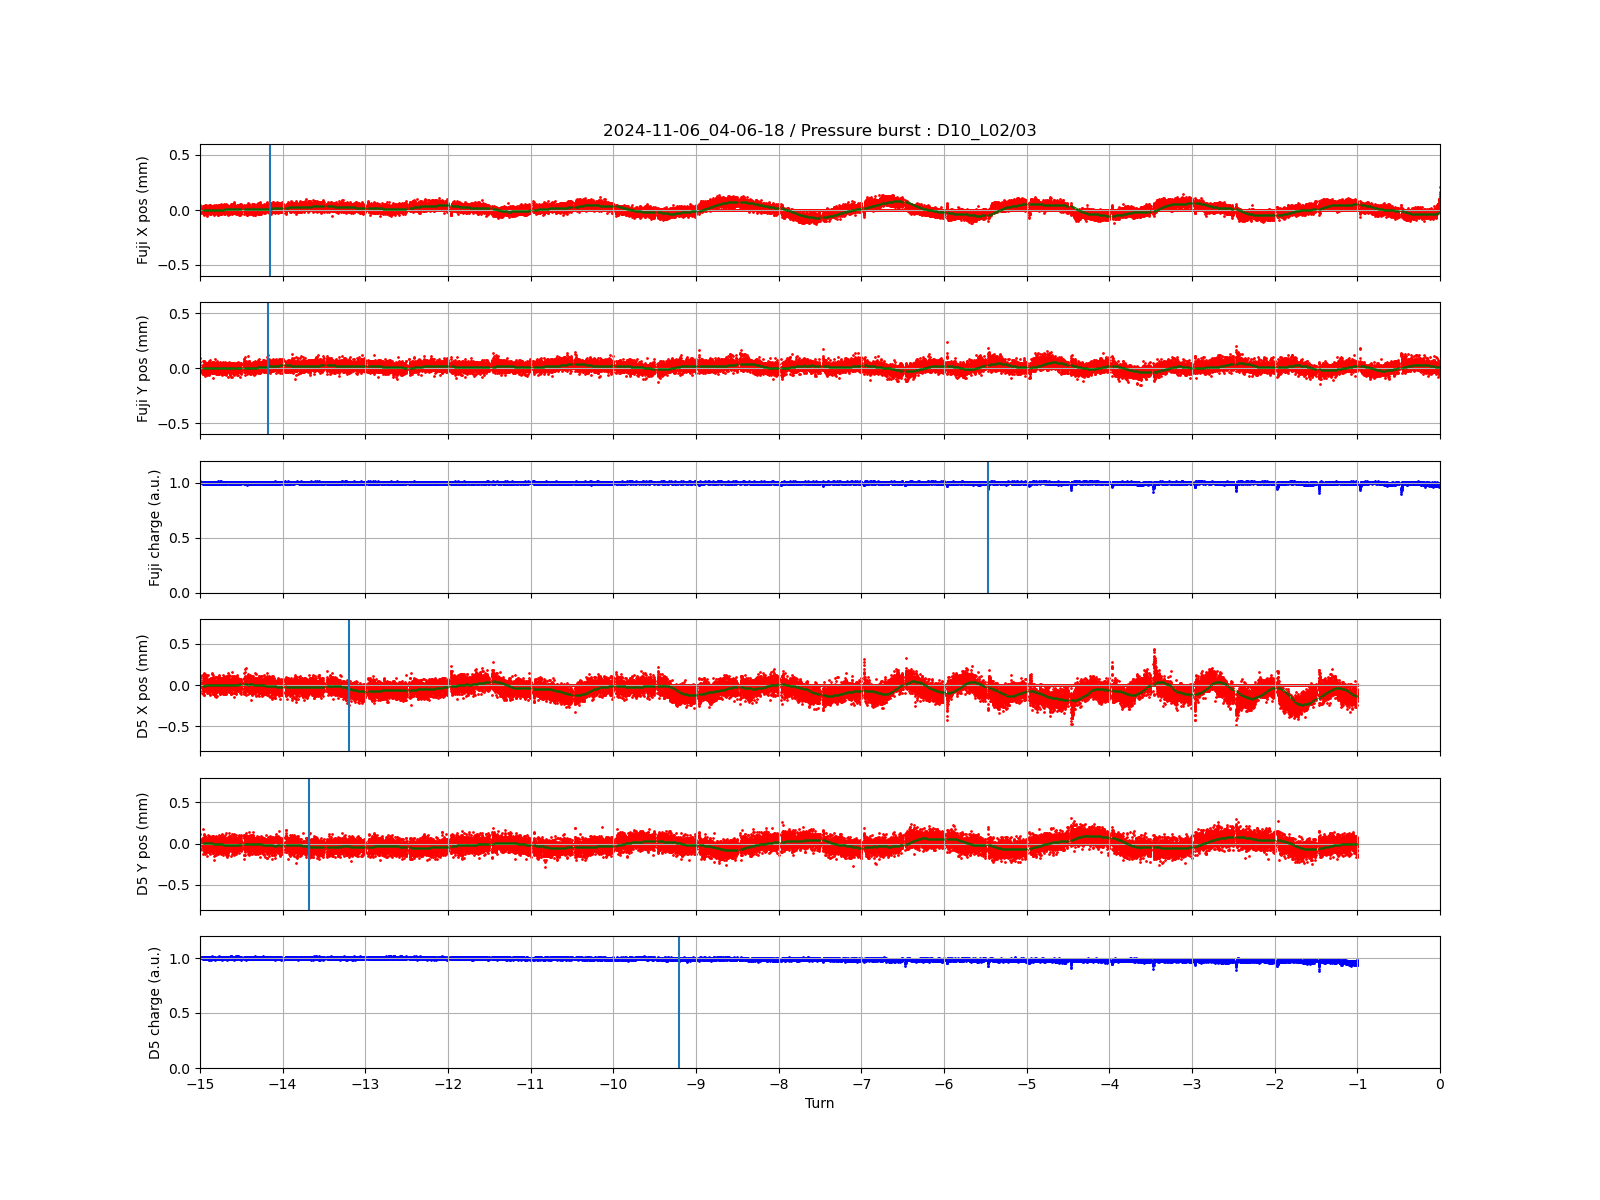 2024-11-06_04-06-18 / Pressure burst : D10_L02/03
Fuji X pos (mm)
0.5
0.0
−0.5
Fuji Y pos (mm)
0.5
0.0
−0.5
Fuji charge (a.u.)
1.0
0.5
0.0
D5 X pos (mm)
0.5
0.0
−0.5
D5 Y pos (mm)
0.5
0.0
−0.5
D5 charge (a.u.)
1.0
0.5
0.0
−15 −14 −13 −12 −11 −10 −9 −8 −7 −6 −5 −4 −3 −2 −1 0
Turn